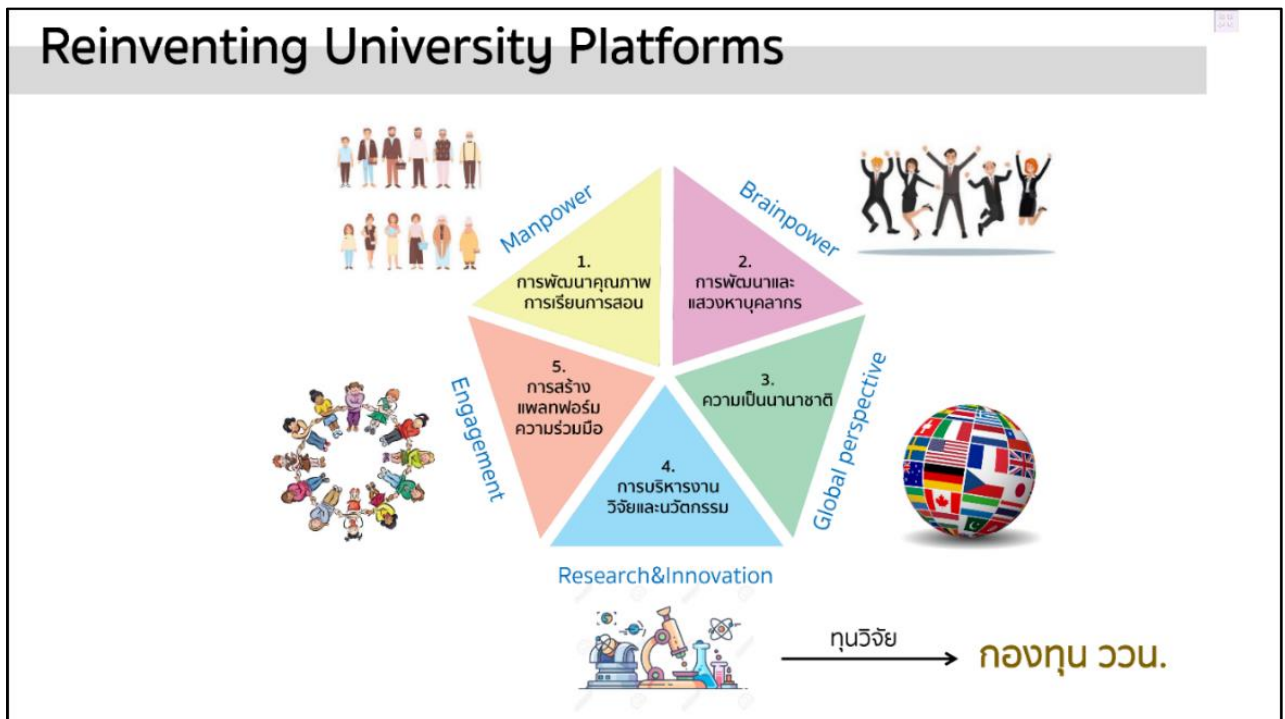 Reinventing University Platforms
Manpower
Brainpower
1.
การพัฒนาคุณภาพ
การเรียนการสอน
2.
การพัฒนาและ
แสวงหาบุคลากร
3.
ความเป็นนานาชาติ
Global perspective
4.
การบริหารงาน
วิจัยและนวัตกรรม
Research&Innovation
5.
การสร้าง
แพลทฟอร์ม
ความร่วมมือ
Engagement
ทุนวิจัย
กองทุน ววน.